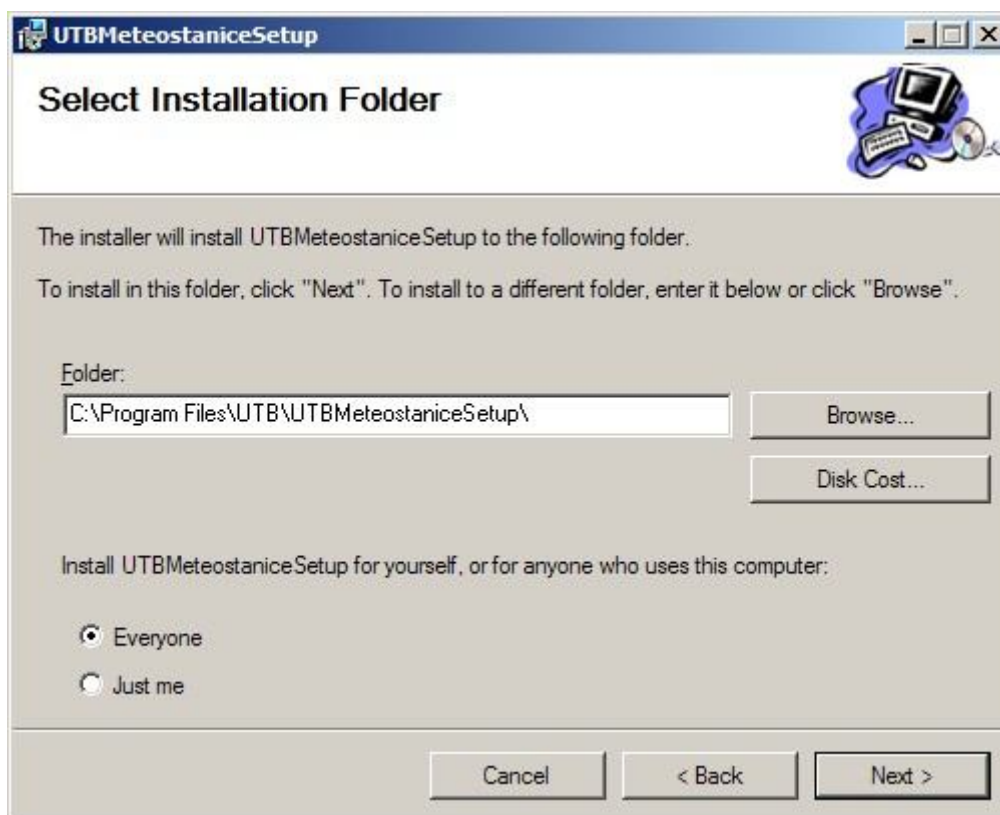 UTBMeteostaniceSetup
Select Installation Folder
The installer will install UTBMeteostaniceSetup to the following folder.
To install in this folder, click "Next". To install to a different folder, enter it below or click "Browse".
Folder:
C:\Program Files\UTB\UTBMeteostaniceSetup\
Browse...
Disk Cost...
Install UTBMeteostaniceSetup for yourself, or for anyone who uses this computer:
Everyone
Just me
Cancel
< Back
Next >